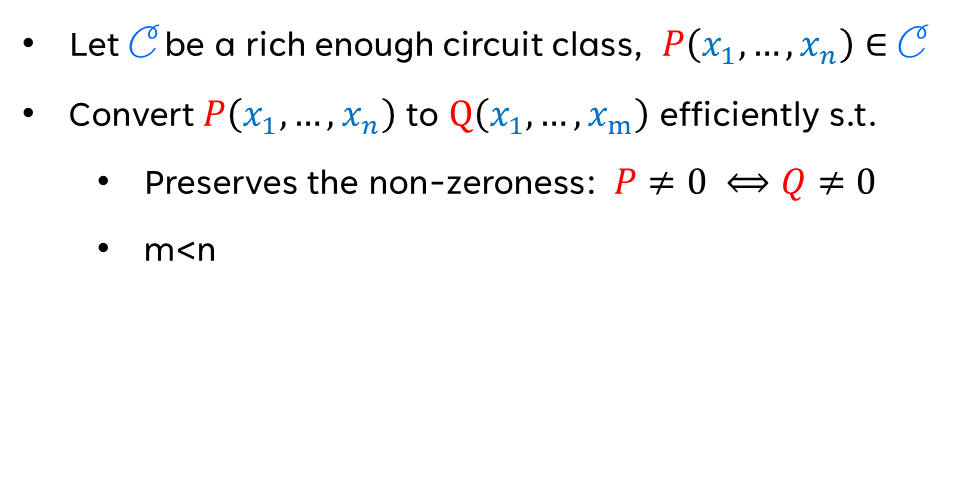 • Let 𝒞 be a rich enough circuit class, P(x₁, …, xₙ) ∈ 𝒞
• Convert P(x₁, …, xₙ) to Q(x₁, …, xₘ) efficiently s.t.
• Preserves the non-zeroness: P ≠ 0 ⟺ Q ≠ 0
• m<n